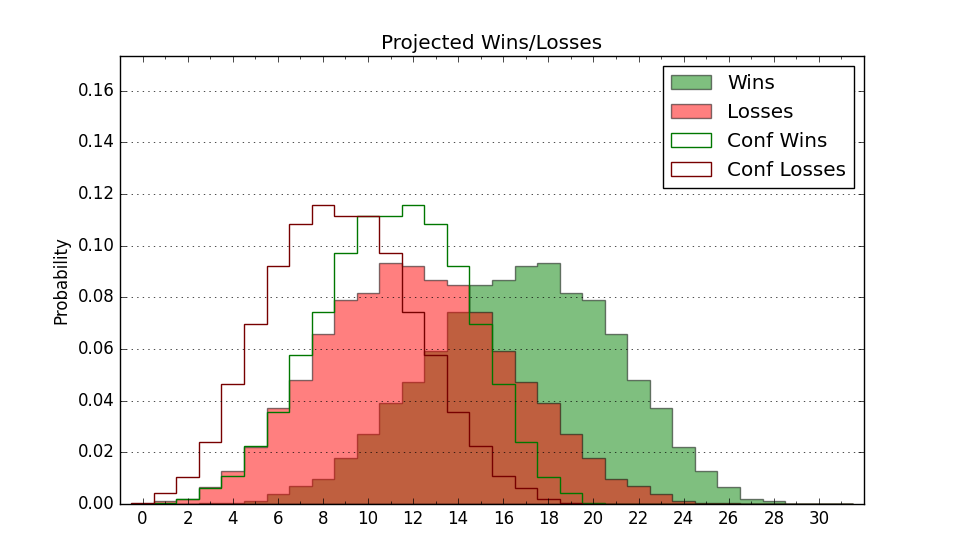 Projected Wins/Losses
Wins
Losses
Conf Wins
Conf Losses
Probability
0.16
0.14
0.12
0.10
0.08
0.06
0.04
0.02
0.00
0 2 4 6 8 10 12 14 16 18 20 22 24 26 28 30